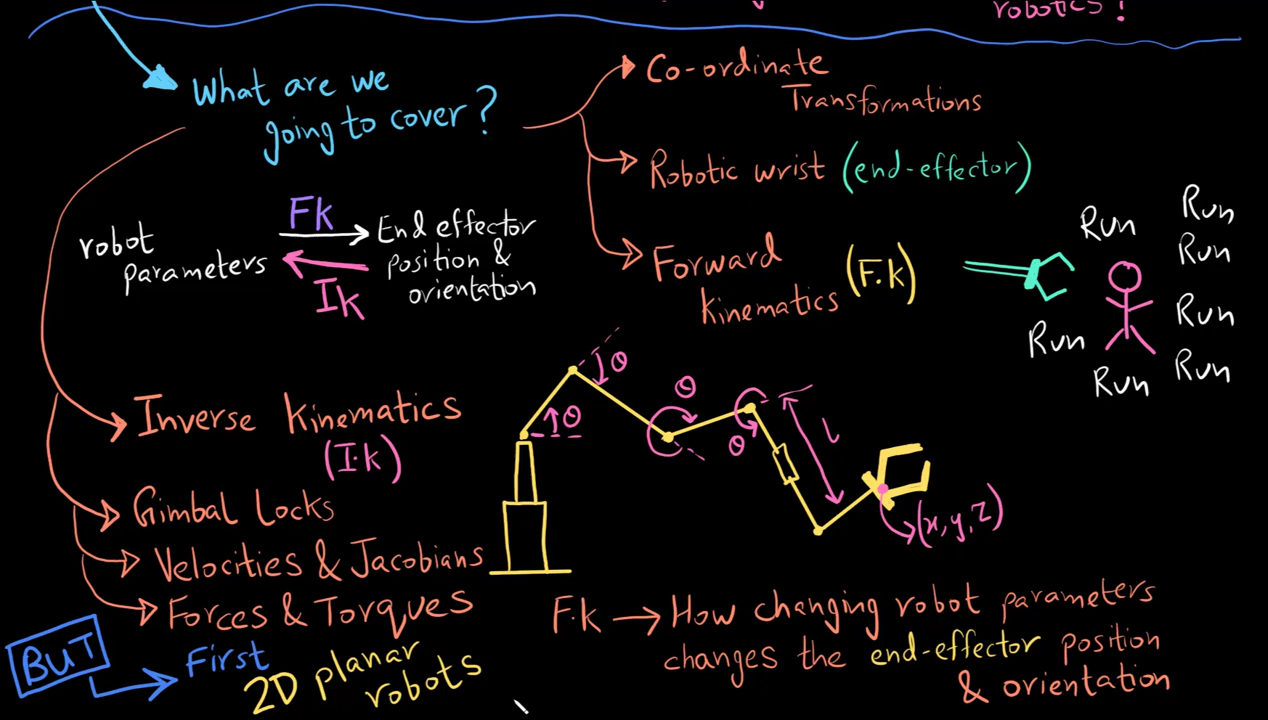 robotics!
What are we
going to cover?
Co-ordinate
Transformations
Robotic wrist (end-effector)
Forward
kinematics
(F.k)
Run
Run
Run
Run
Run
Run
Run
robot
parameters
Fk
Ik
End effector
position &
orientation
Inverse Kinematics
(I.k)
Gimbal Locks
Velocities & Jacobians
Forces & Torques
θ
θ
θ
θ
l
(x, y, z)
BUT
First
2D planar
robots
F.k → How changing robot parameters
changes the end-effector position
& orientation